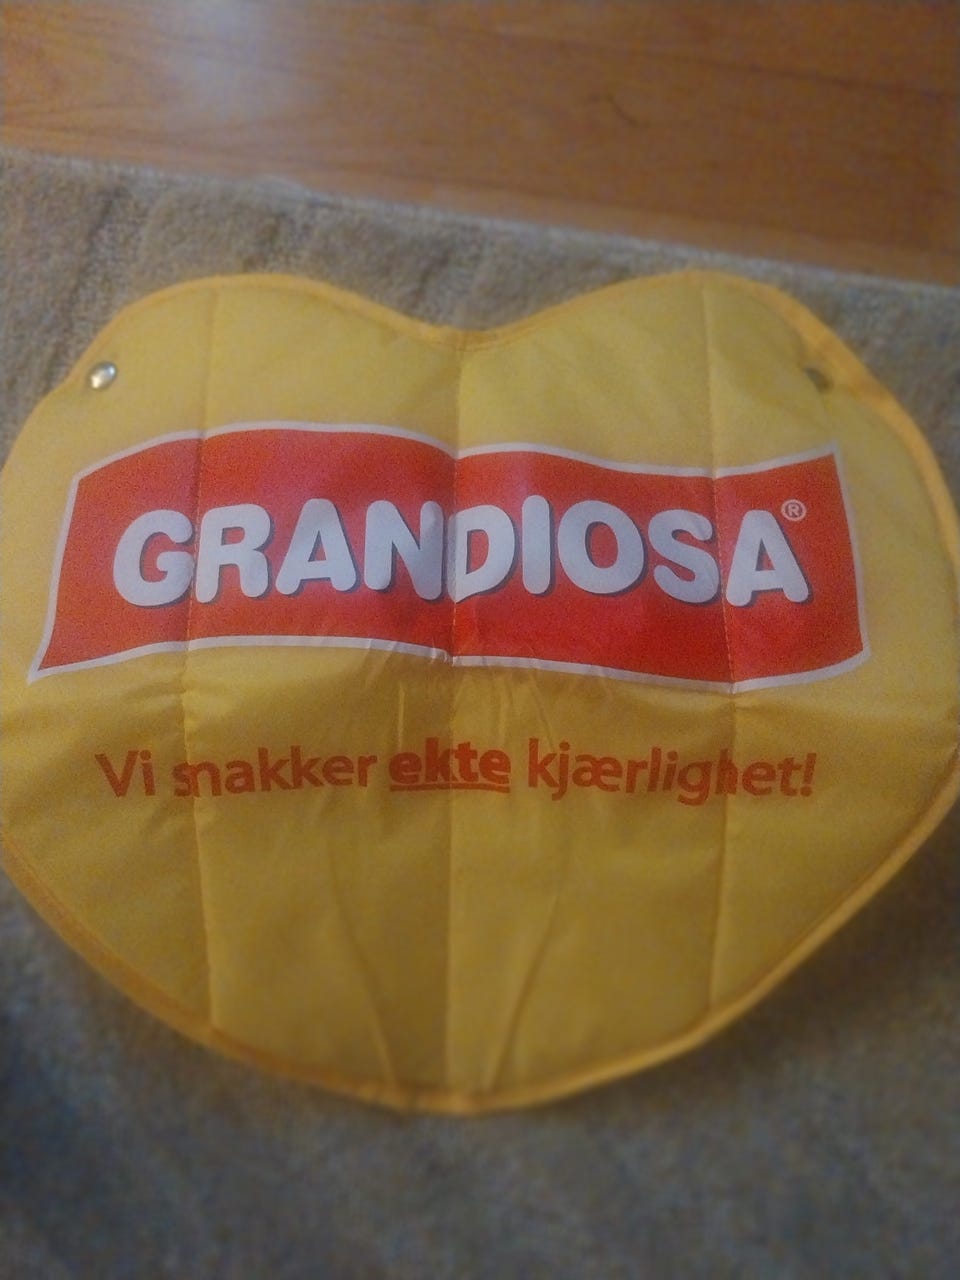 GRANDIOSA®
Vi snakker ekte kjærlighet!